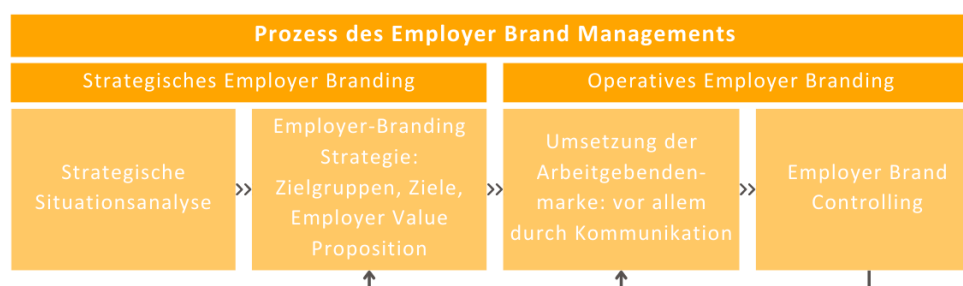 Prozess des Employer Brand Managements
Strategisches Employer Branding
Operatives Employer Branding
Strategische
Situationsanalyse
»
Employer-Branding
Strategie:
Zielgruppen, Ziele,
Employer Value
Proposition
»
Umsetzung der
Arbeitgebenden-
marke: vor allem
durch Kommunikation
»
Employer Brand
Controlling